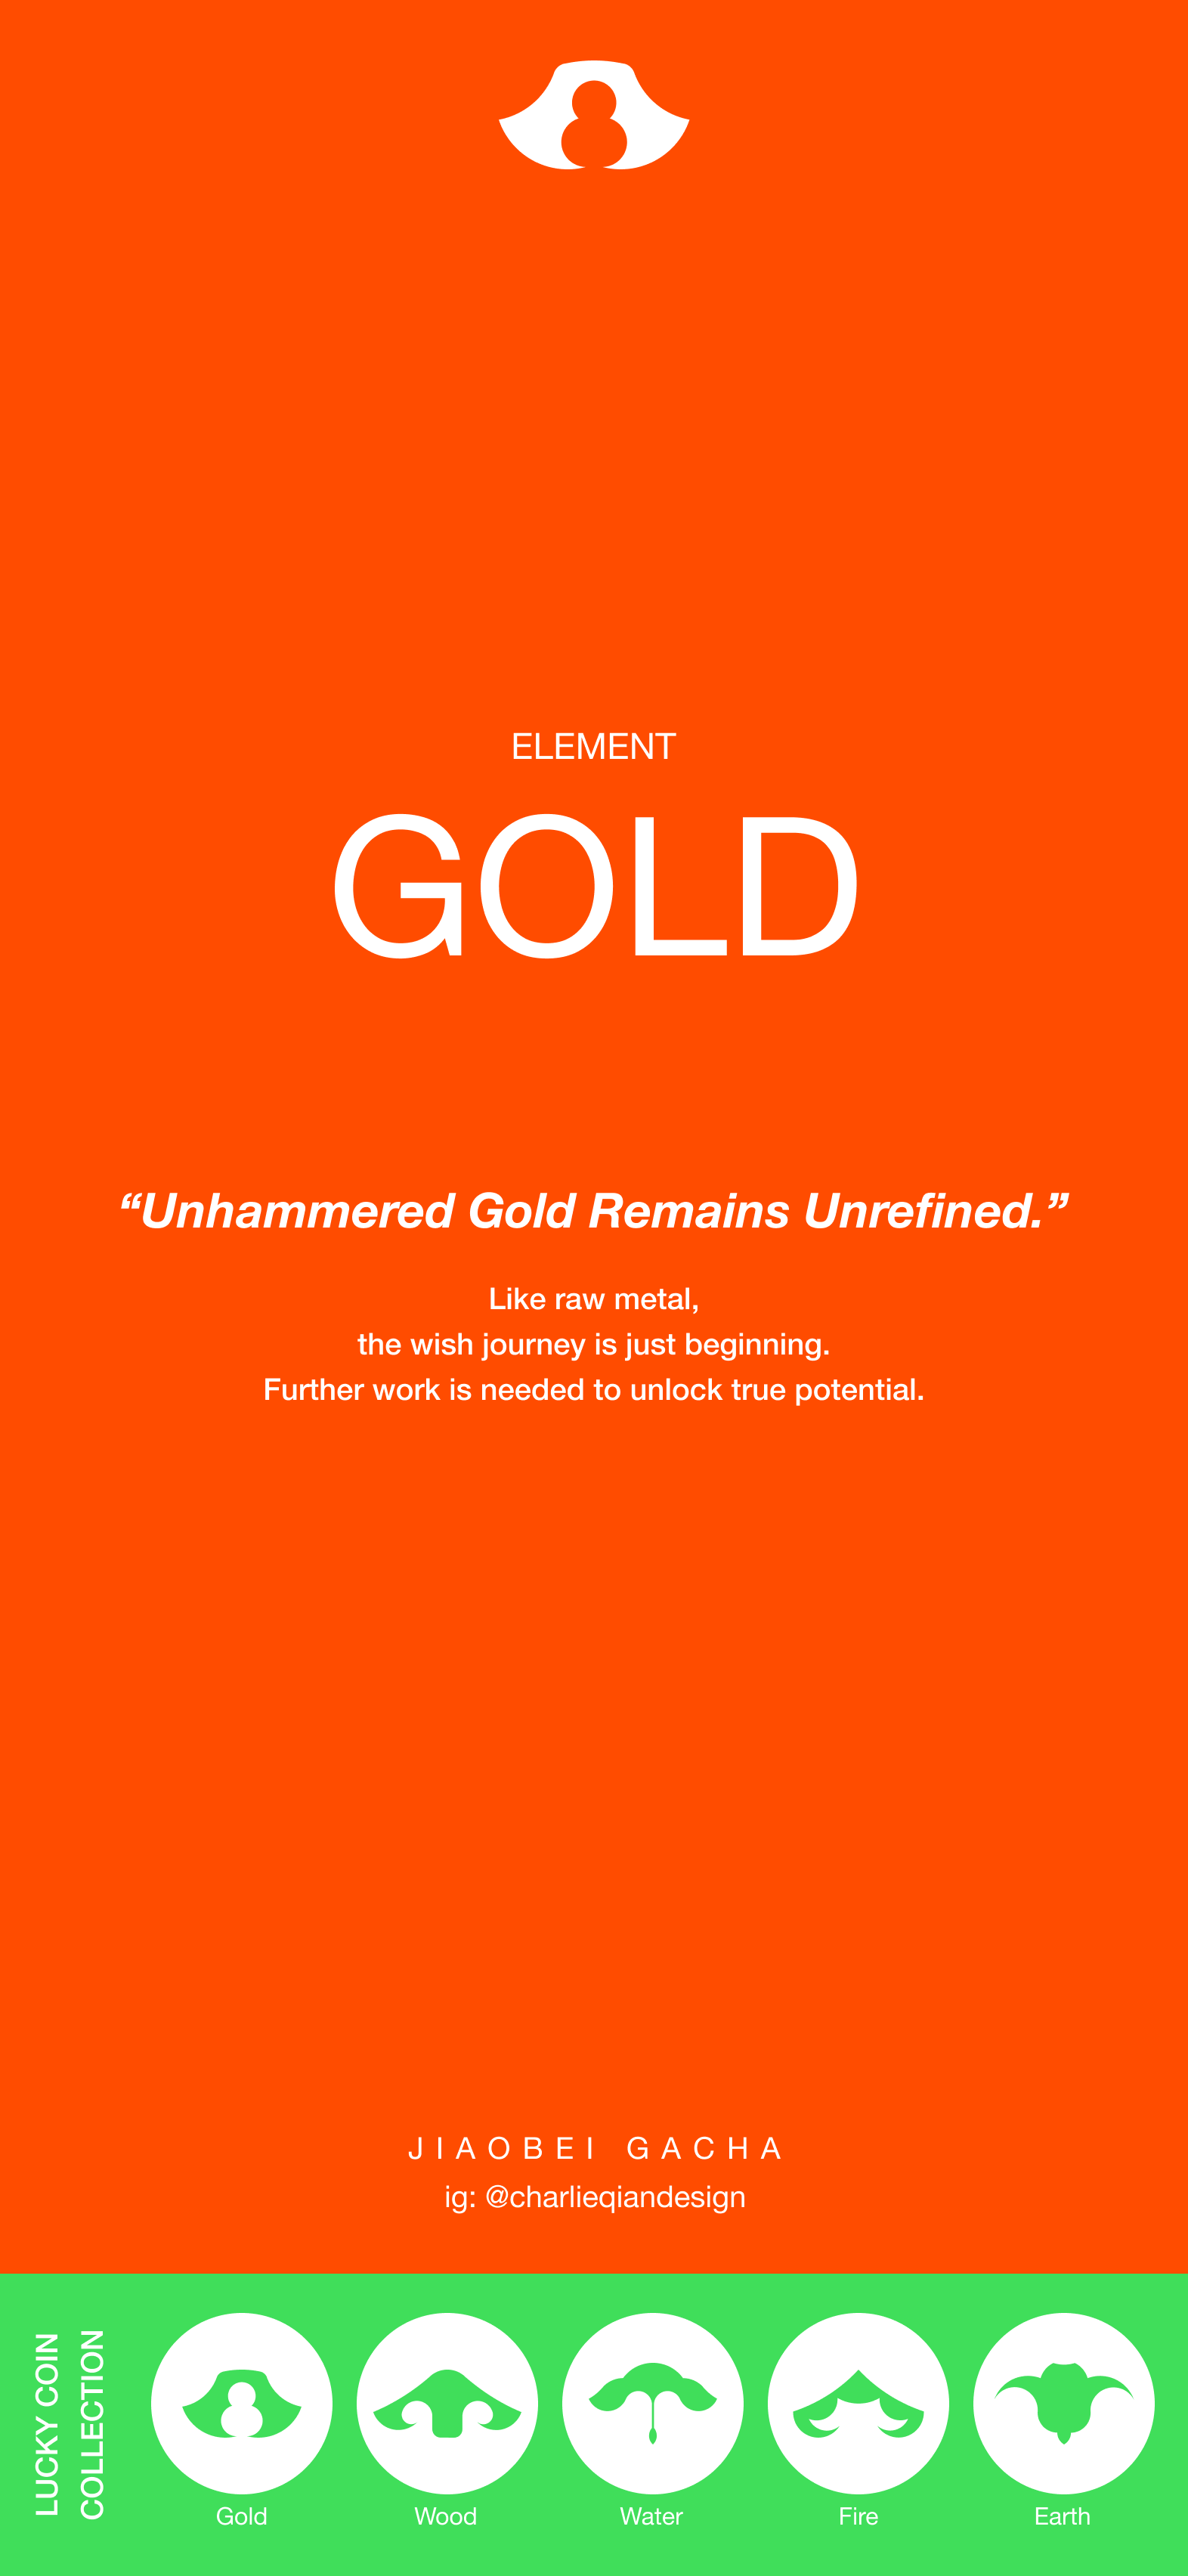 ELEMENT
GOLD
“Unhammered Gold Remains Unrefined.”
Like raw metal,
the wish journey is just beginning.
Further work is needed to unlock true potential.
JIAOBEI GACHA
ig: @charlieqiandesign
LUCKY COIN
COLLECTION
Gold
Wood
Water
Fire
Earth